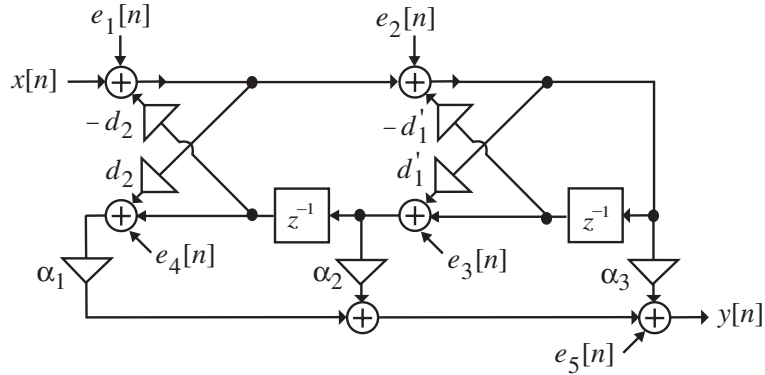 e₁[n] e₂[n]
x[n]
−d₂ −d₁'
d₂ d₁'
z⁻¹ z⁻¹
e₄[n] e₃[n]
α₁ α₂ α₃
y[n]
e₅[n]